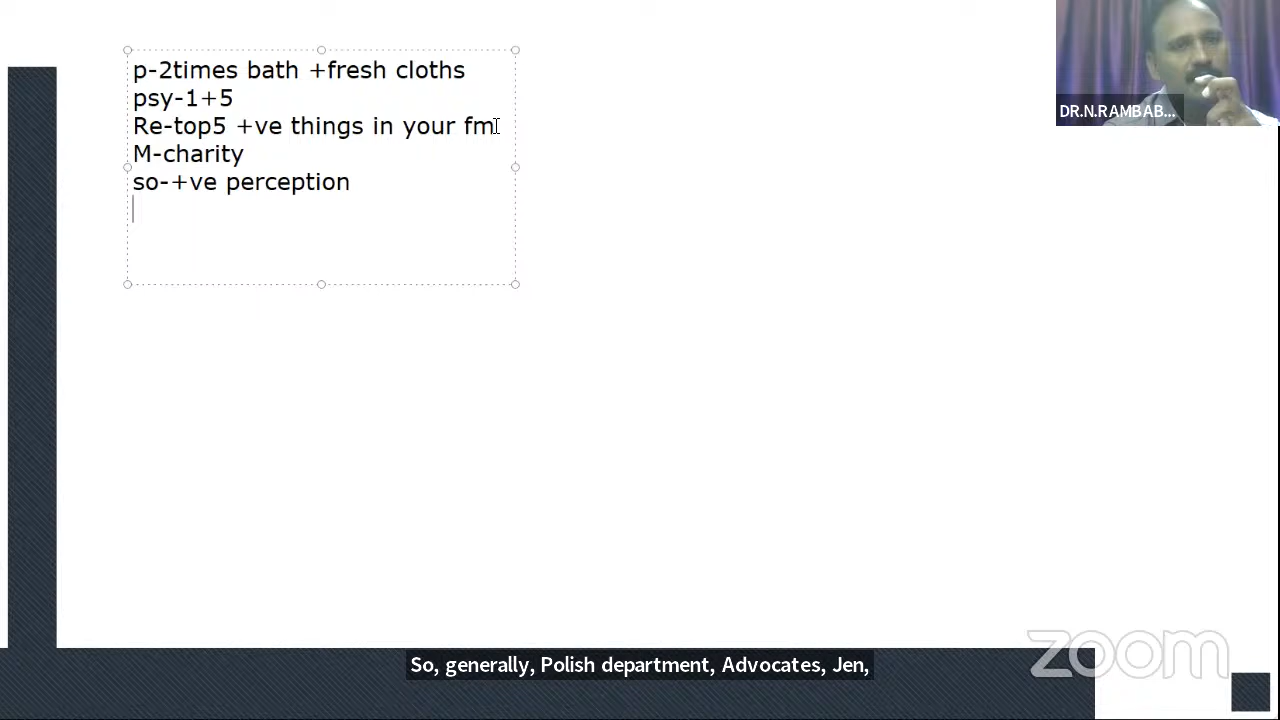 p-2times bath +fresh cloths
psy-1+5
Re-top5 +ve things in your fm
M-charity
so-+ve perception
DR.N.RAMBAB...
So, generally, Polish department, Advocates, Jen,
zoom